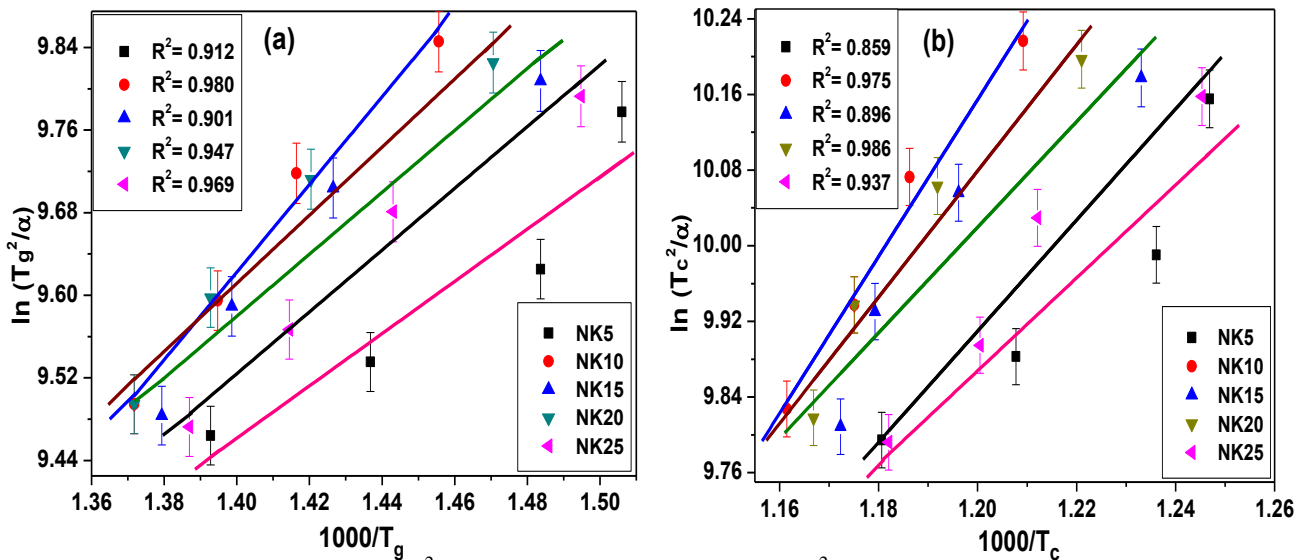 (a)
R²= 0.912
R²= 0.980
R²= 0.901
R²= 0.947
R²= 0.969
NK5
NK10
NK15
NK20
NK25
ln (Tg²/α)
9.84
9.76
9.68
9.60
9.52
9.44
1.36 1.38 1.40 1.42 1.44 1.46 1.48 1.50
1000/Tg
(b)
R²= 0.859
R²= 0.975
R²= 0.896
R²= 0.986
R²= 0.937
NK5
NK10
NK15
NK20
NK25
ln (Tc²/α)
10.24
10.16
10.08
10.00
9.92
9.84
9.76
1.16 1.18 1.20 1.22 1.24 1.26
1000/Tc
2
2